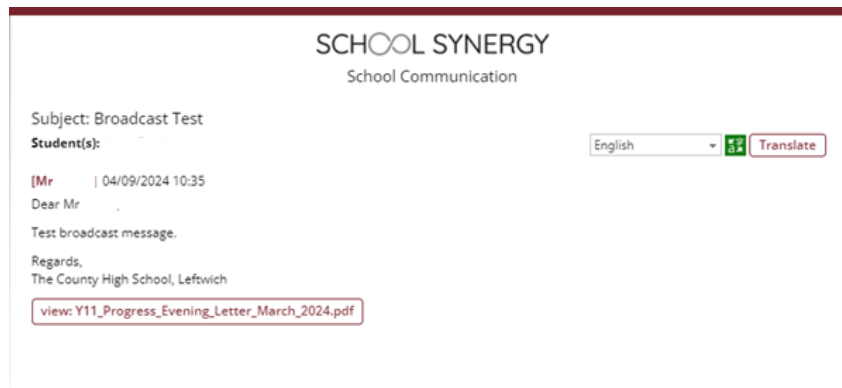 SCHOOL SYNERGY
School Communication
Subject: Broadcast Test
Student(s):
English
Translate
[Mr | 04/09/2024 10:35
Dear Mr ,
Test broadcast message.
Regards,
The County High School, Leftwich
view: Y11_Progress_Evening_Letter_March_2024.pdf